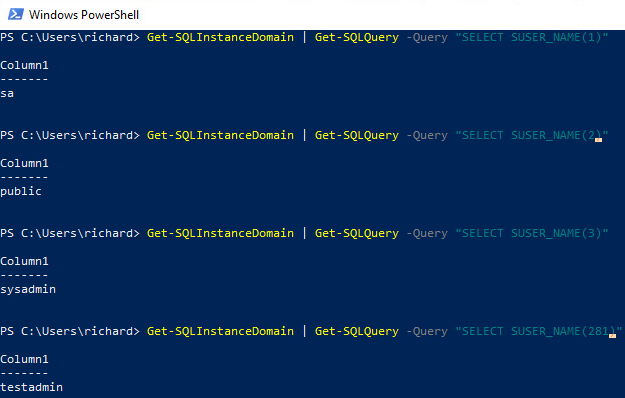 Windows PowerShell
PS C:\Users\richard> Get-SQLInstanceDomain | Get-SQLQuery -Query "SELECT SUSER_NAME(1)"
Column1
-------
sa
PS C:\Users\richard> Get-SQLInstanceDomain | Get-SQLQuery -Query "SELECT SUSER_NAME(2)"
Column1
-------
public
PS C:\Users\richard> Get-SQLInstanceDomain | Get-SQLQuery -Query "SELECT SUSER_NAME(3)"
Column1
-------
sysadmin
PS C:\Users\richard> Get-SQLInstanceDomain | Get-SQLQuery -Query "SELECT SUSER_NAME(281)"
Column1
-------
testadmin